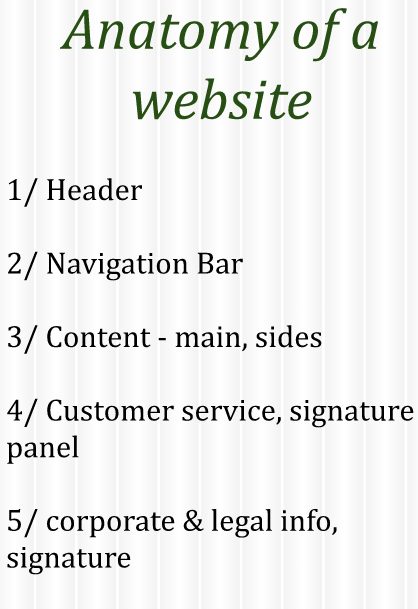 Anatomy of a
website
1/ Header
2/ Navigation Bar
3/ Content - main, sides
4/ Customer service, signature
panel
5/ corporate & legal info,
signature